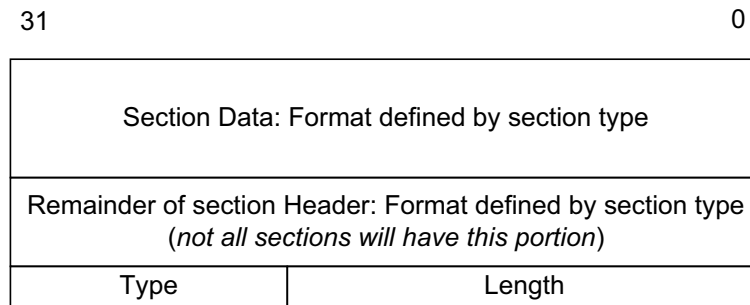 31 0
Section Data: Format defined by section type
Remainder of section Header: Format defined by section type
(not all sections will have this portion)
Type Length